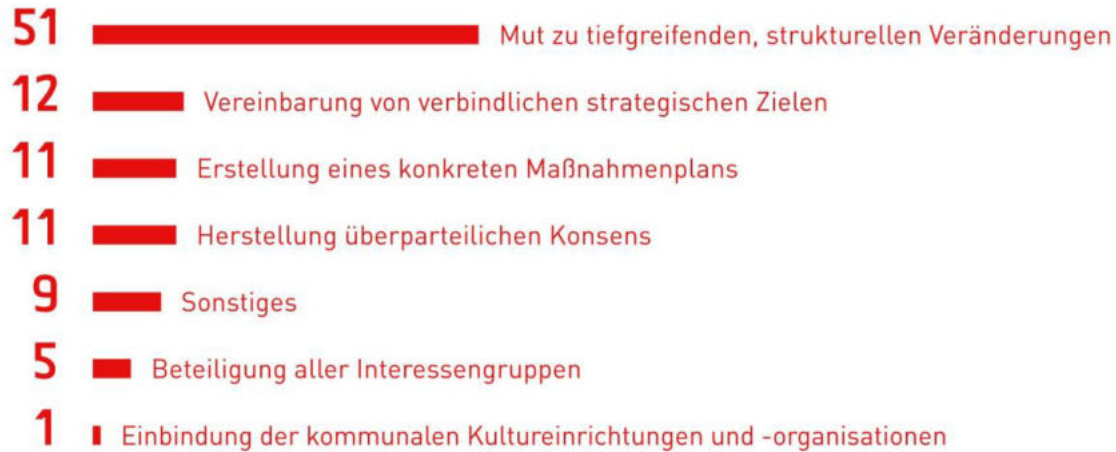 51 Mut zu tiefgreifenden, strukturellen Veränderungen
12 Vereinbarung von verbindlichen strategischen Zielen
11 Erstellung eines konkreten Maßnahmenplans
11 Herstellung überparteilichen Konsens
9 Sonstiges
5 Beteiligung aller Interessengruppen
1 Einbindung der kommunalen Kultureinrichtungen und -organisationen